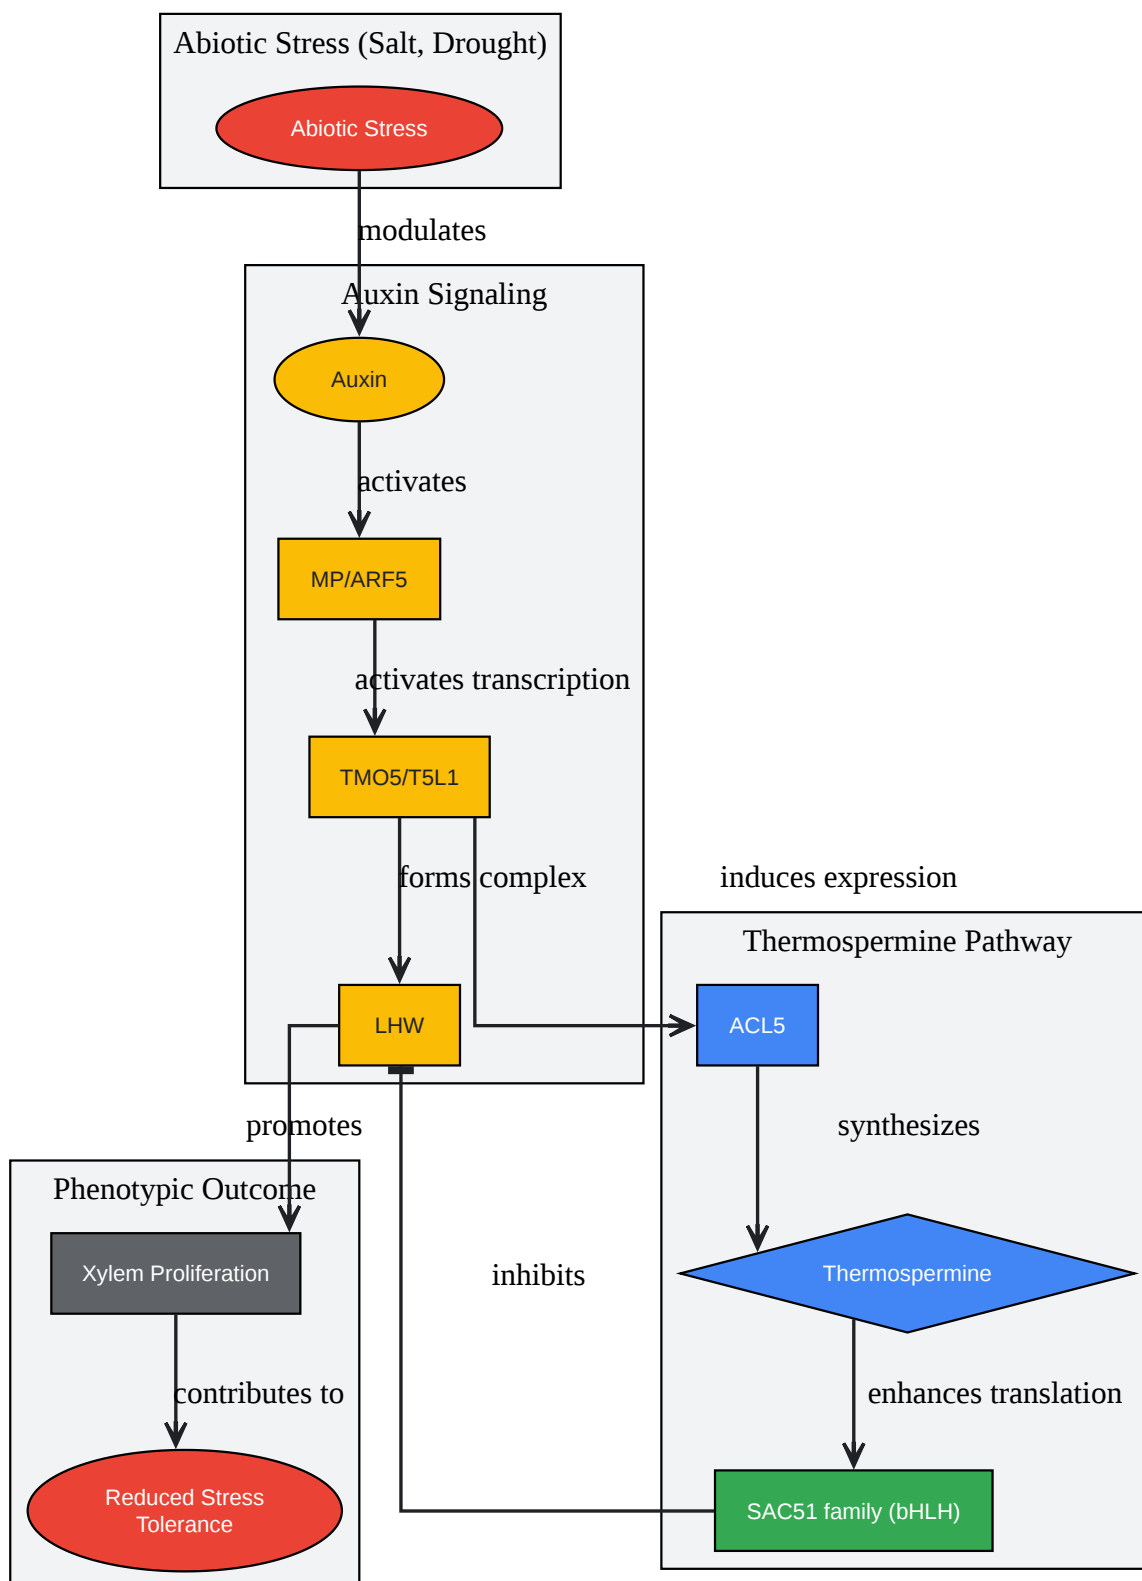 Abiotic Stress (Salt, Drought)
Abiotic Stress
modulates
Auxin Signaling
Auxin
activates
MP/ARF5
activates transcription
TMO5/T5L1
forms complex
induces expression
Thermospermine Pathway
LHW
ACL5
promotes
synthesizes
Phenotypic Outcome
Xylem Proliferation
inhibits
Thermospermine
contributes to
enhances translation
Reduced Stress
Tolerance
SAC51 family (bHLH)